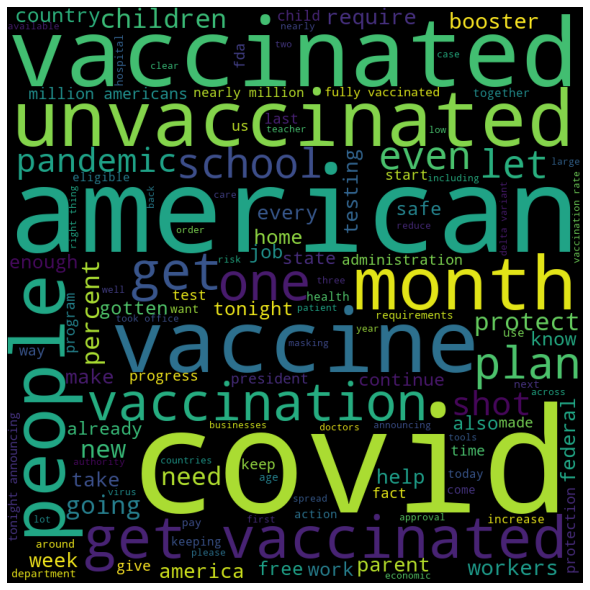 available
country
children
child
nearly
require
booster
vaccinated
hospital
clear
two
fda
case
million americans
nearly million
fully vaccinated
together
unvaccinated
us
last
teacher
low
pandemic
school
even
let
large
eligible
right thing
back
testing
start
including
american
care
every
safe
delta variant
vaccination rate
order
reduce
home
job
state
administration
enough
risk
get
one
month
people
percent
program
well
gotten
want
test
tonight
health
three
patient
requirements
protect
took office
vaccine
year
use
know
way
masking
plan
make
progress
president
continue
next
across
vaccination
shot
also
made
already
businesses
doctors
announcing
tools
federal
new
authority
covid
time
tonight announcing
take
countries
keep
need
age
help
today
virus
fact
come
going
spread
action
lot
pay
first
approval
increase
protection
around
keeping
please
get vaccinated
week
give
america
free
work
parent
workers
department
economic